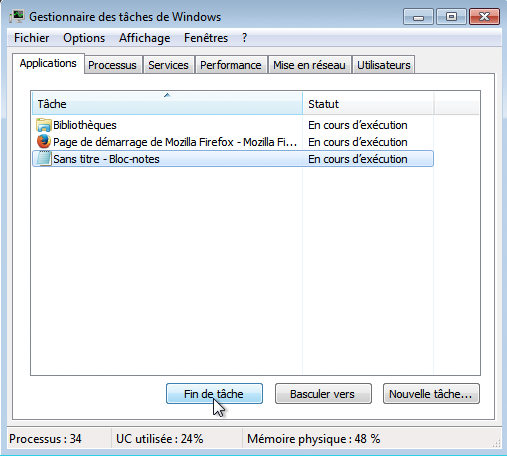 Gestionnaire des tâches de Windows
Fichier Options Affichage Fenêtres ?
Applications Processus Services Performance Mise en réseau Utilisateurs
Tâche Statut
Bibliothèques En cours d'exécution
Page de démarrage de Mozilla Firefox - Mozilla Fi... En cours d'exécution
Sans titre - Bloc-notes En cours d'exécution
Fin de tâche Basculer vers Nouvelle tâche...
Processus : 34 UC utilisée : 24% Mémoire physique : 48 %